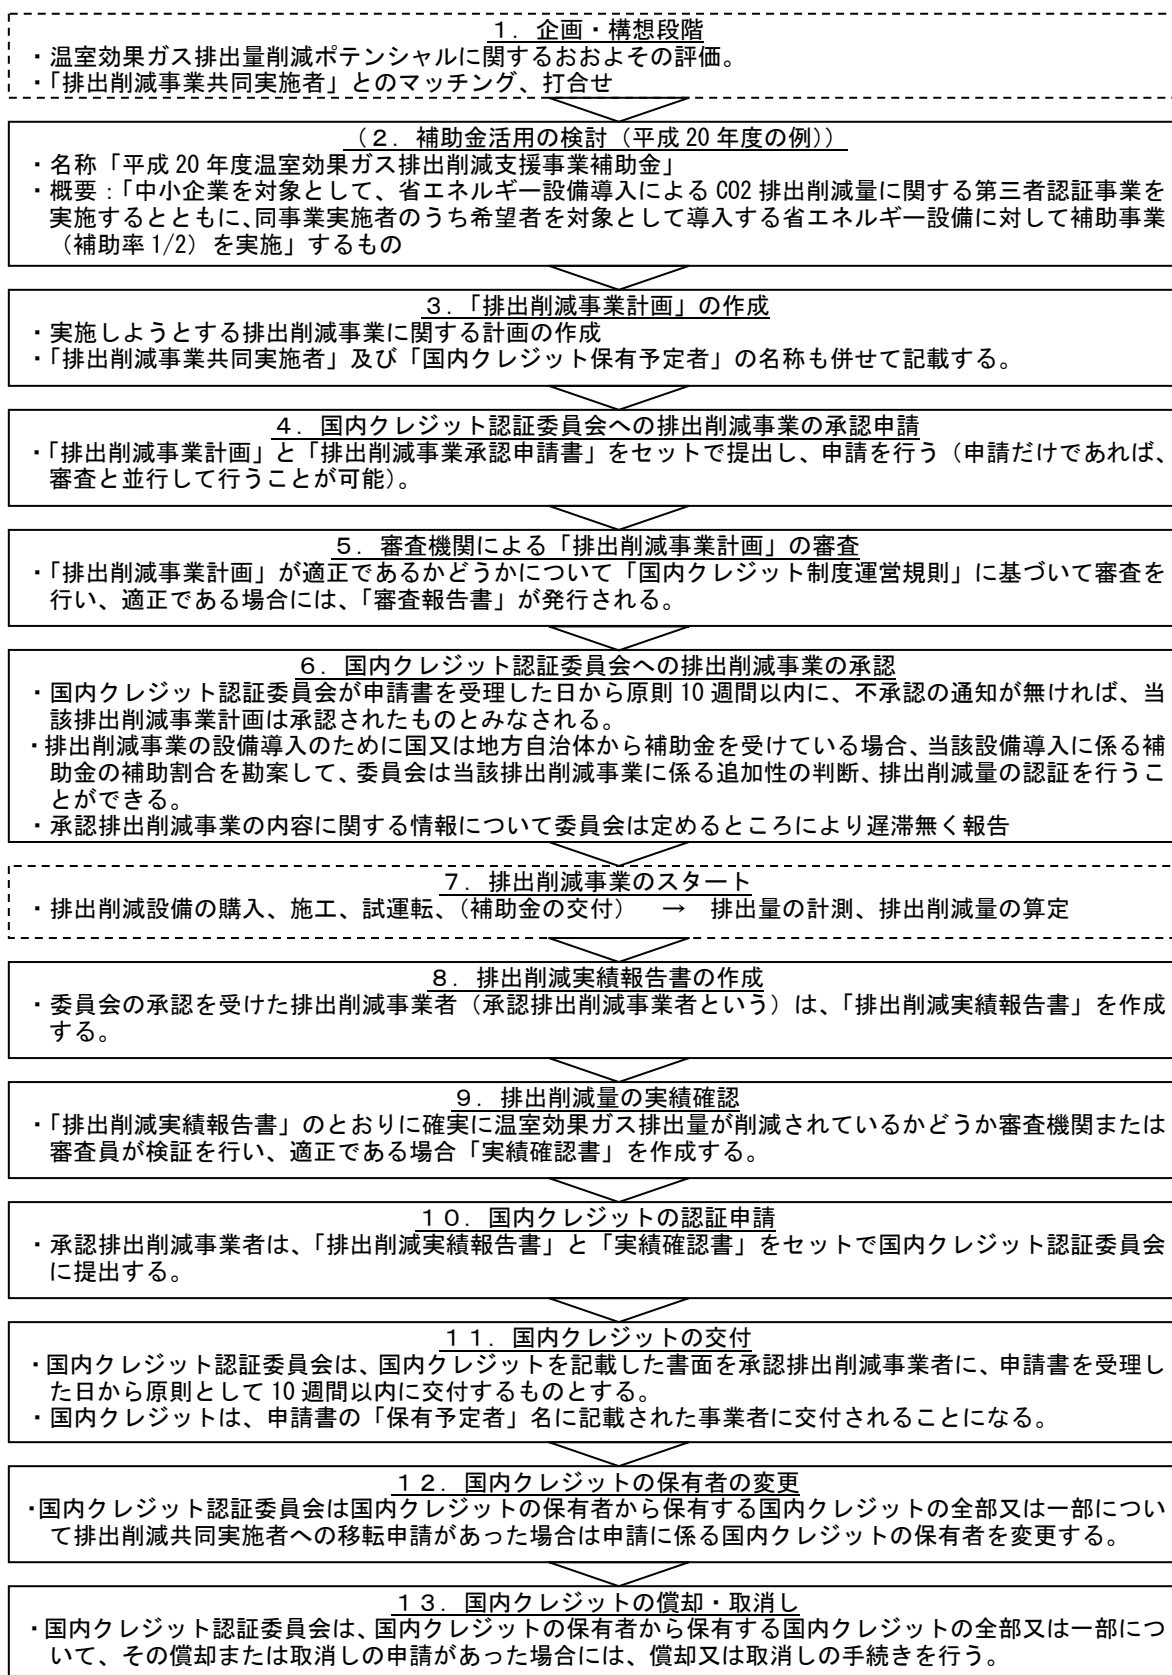 １．企画・構想段階
・温室効果ガス排出量削減ポテンシャルに関するおおよその評価。
・「排出削減事業共同実施者」とのマッチング、打合せ
（２．補助金活用の検討（平成 20 年度の例））
・名称「平成 20 年度温室効果ガス排出削減支援事業補助金」
・概要：「中小企業を対象として、省エネルギー設備導入による CO2 排出削減量に関する第三者認証事業を
実施するとともに、同事業実施者のうち希望者を対象として導入する省エネルギー設備に対して補助事業
（補助率 1/2）を実施」するもの
３．「排出削減事業計画」の作成
・実施しようとする排出削減事業に関する計画の作成
・「排出削減事業共同実施者」及び「国内クレジット保有予定者」の名称も併せて記載する。
４．国内クレジット認証委員会への排出削減事業の承認申請
・「排出削減事業計画」と「排出削減事業承認申請書」をセットで提出し、申請を行う（申請だけであれば、
審査と並行して行うことが可能）。
５．審査機関による「排出削減事業計画」の審査
・「排出削減事業計画」が適正であるかどうかについて「国内クレジット制度運営規則」に基づいて審査を
行い、適正である場合には、「審査報告書」が発行される。
６．国内クレジット認証委員会への排出削減事業の承認
・国内クレジット認証委員会が申請書を受理した日から原則 10 週間以内に、不承認の通知が無ければ、当
該排出削減事業計画は承認されたものとみなされる。
・排出削減事業の設備導入のために国又は地方自治体から補助金を受けている場合、当該設備導入に係る補
助金の補助割合を勘案して、委員会は当該排出削減事業に係る追加性の判断、排出削減量の認証を行うこ
とができる。
・承認排出削減事業の内容に関する情報について委員会は定めるところにより遅滞無く報告
７．排出削減事業のスタート
・排出削減設備の購入、施工、試運転、（補助金の交付）　→　排出量の計測、排出削減量の算定
８．排出削減実績報告書の作成
・委員会の承認を受けた排出削減事業者（承認排出削減事業者という）は、「排出削減実績報告書」を作成
する。
９．排出削減量の実績確認
・「排出削減実績報告書」のとおりに確実に温室効果ガス排出量が削減されているかどうか審査機関または
審査員が検証を行い、適正である場合「実績確認書」を作成する。
１０．国内クレジットの認証申請
・承認排出削減事業者は、「排出削減実績報告書」と「実績確認書」をセットで国内クレジット認証委員会
に提出する。
１１．国内クレジットの交付
・国内クレジット認証委員会は、国内クレジットを記載した書面を承認排出削減事業者に、申請書を受理し
た日から原則として 10 週間以内に交付するものとする。
・国内クレジットは、申請書の「保有予定者」名に記載された事業者に交付されることになる。
１２．国内クレジットの保有者の変更
・国内クレジット認証委員会は国内クレジットの保有者から保有する国内クレジットの全部又は一部につい
て排出削減共同実施者への移転申請があった場合は申請に係る国内クレジットの保有者を変更する。
１３．国内クレジットの償却・取消し
・国内クレジット認証委員会は、国内クレジットの保有者から保有する国内クレジットの全部又は一部につ
いて、その償却または取消しの申請があった場合には、償却又は取消しの手続きを行う。